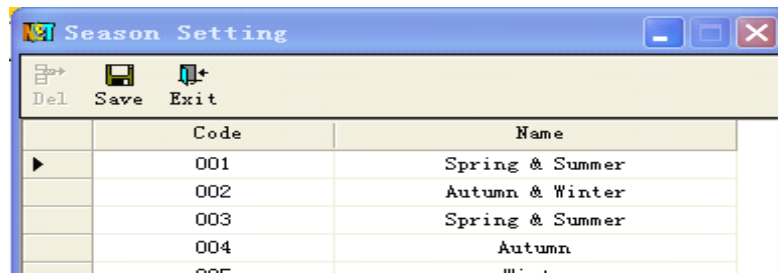 Season Setting
Del Save Exit
Code Name
001 Spring & Summer
002 Autumn & Winter
003 Spring & Summer
004 Autumn